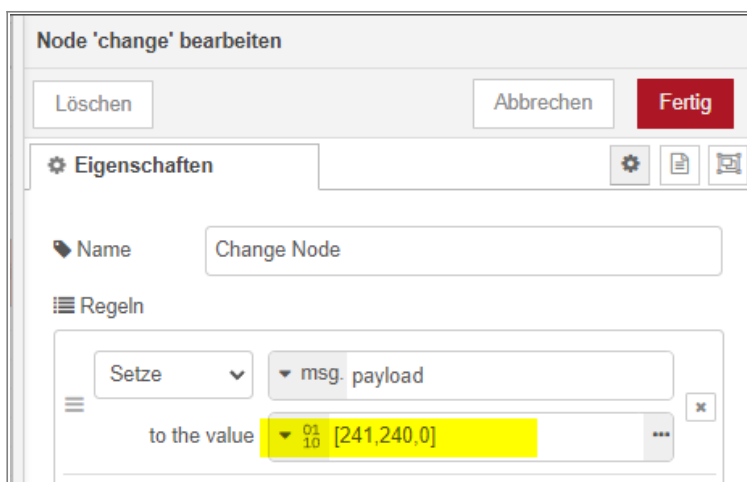 Node 'change' bearbeiten
Löschen Abbrechen Fertig
Eigenschaften
Name Change Node
Regeln
Setze msg. payload
to the value 01 10 [241,240,0] ...